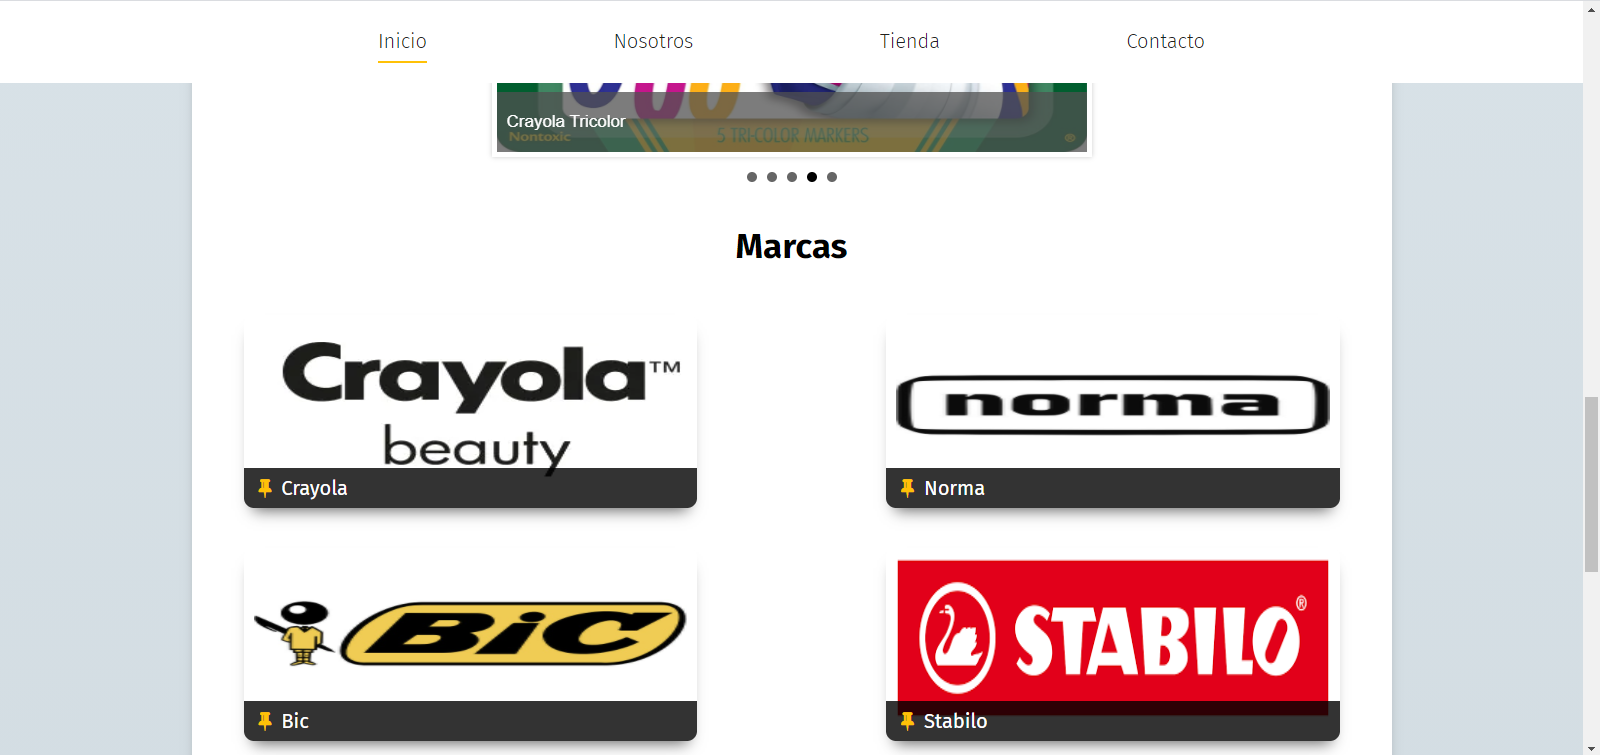 Inicio
Nosotros
Tienda
Contacto
Crayola Tricolor
Nontoxic
5 TRI-COLOR MARKERS
®
Marcas
Crayola™
beauty
Crayola
norma
Norma
BiC
Bic
STABILO®
Stabilo